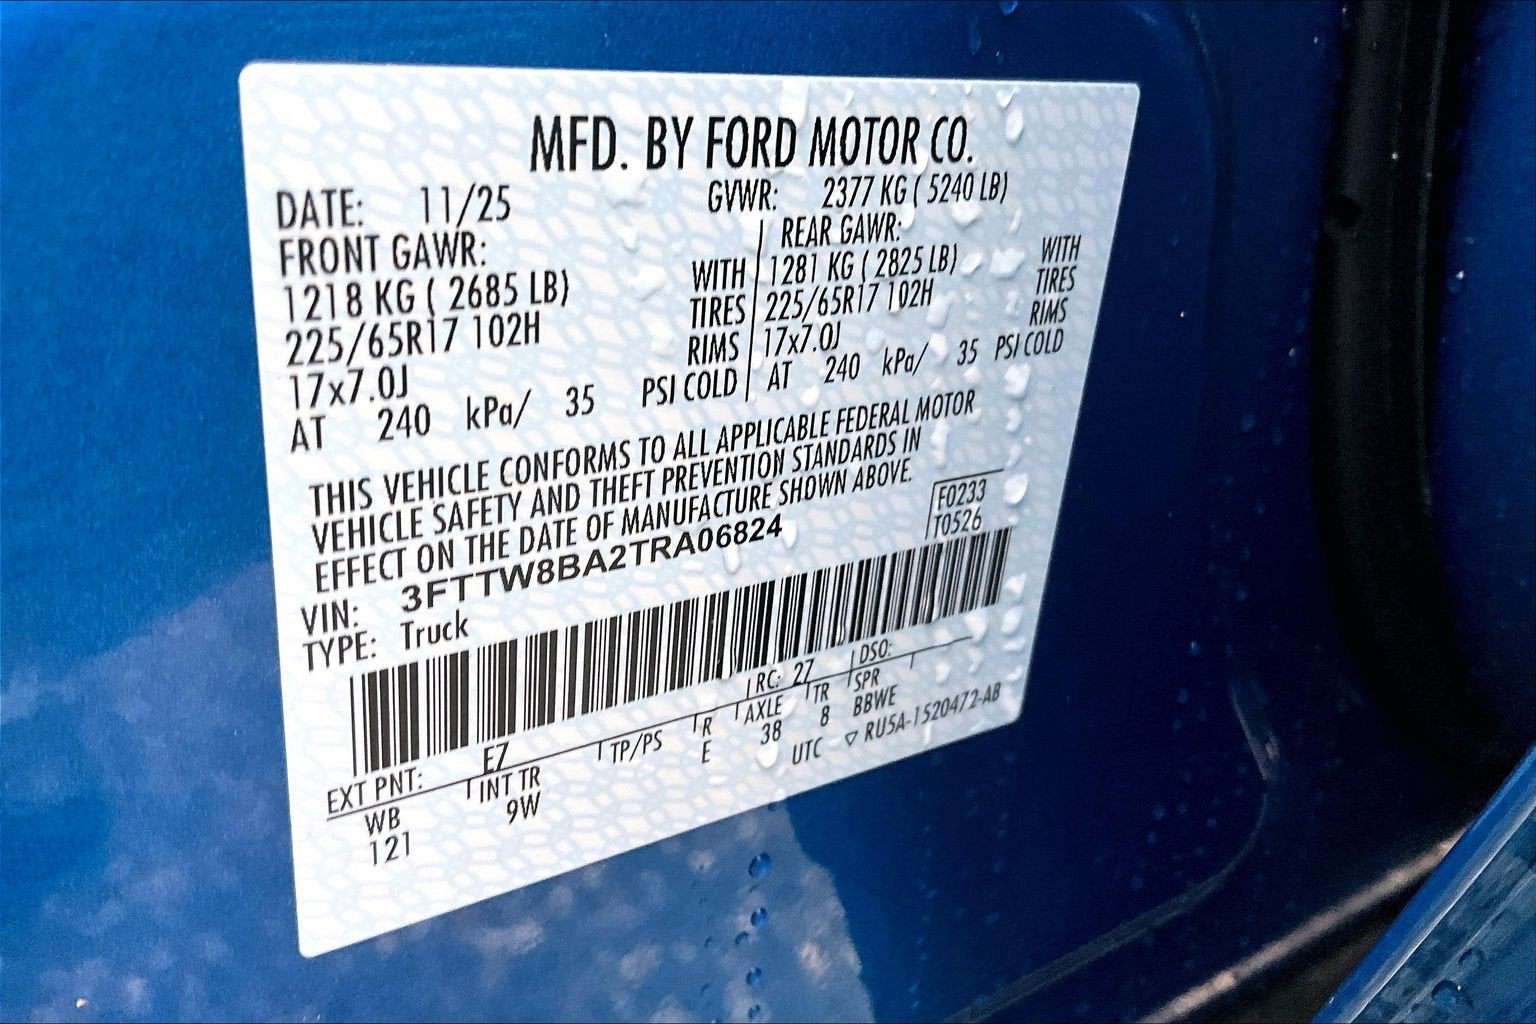 MFD. BY FORD MOTOR CO.
DATE: 11/25 GVWR: 2377 KG ( 5240 LB)
FRONT GAWR: REAR GAWR:
1218 KG ( 2685 LB) WITH 1281 KG ( 2825 LB) WITH
225/65R17 102H TIRES 225/65R17 102H TIRES
17x7.0J RIMS 17x7.0J RIMS
AT 240 kPa/ 35 PSI COLD AT 240 kPa/ 35 PSI COLD
THIS VEHICLE CONFORMS TO ALL APPLICABLE FEDERAL MOTOR
VEHICLE SAFETY AND THEFT PREVENTION STANDARDS IN
EFFECT ON THE DATE OF MANUFACTURE SHOWN ABOVE.
F0233
T0526
VIN: 3FTTW8BA2TRA06824
TYPE: Truck
EXT PNT: EZ RC: 27 DSO:
WB INT TR TP/PS R AXLE TR SPR
121 9W E 38 8 BBWE
UTC ▽ RU5A-1520472-AB